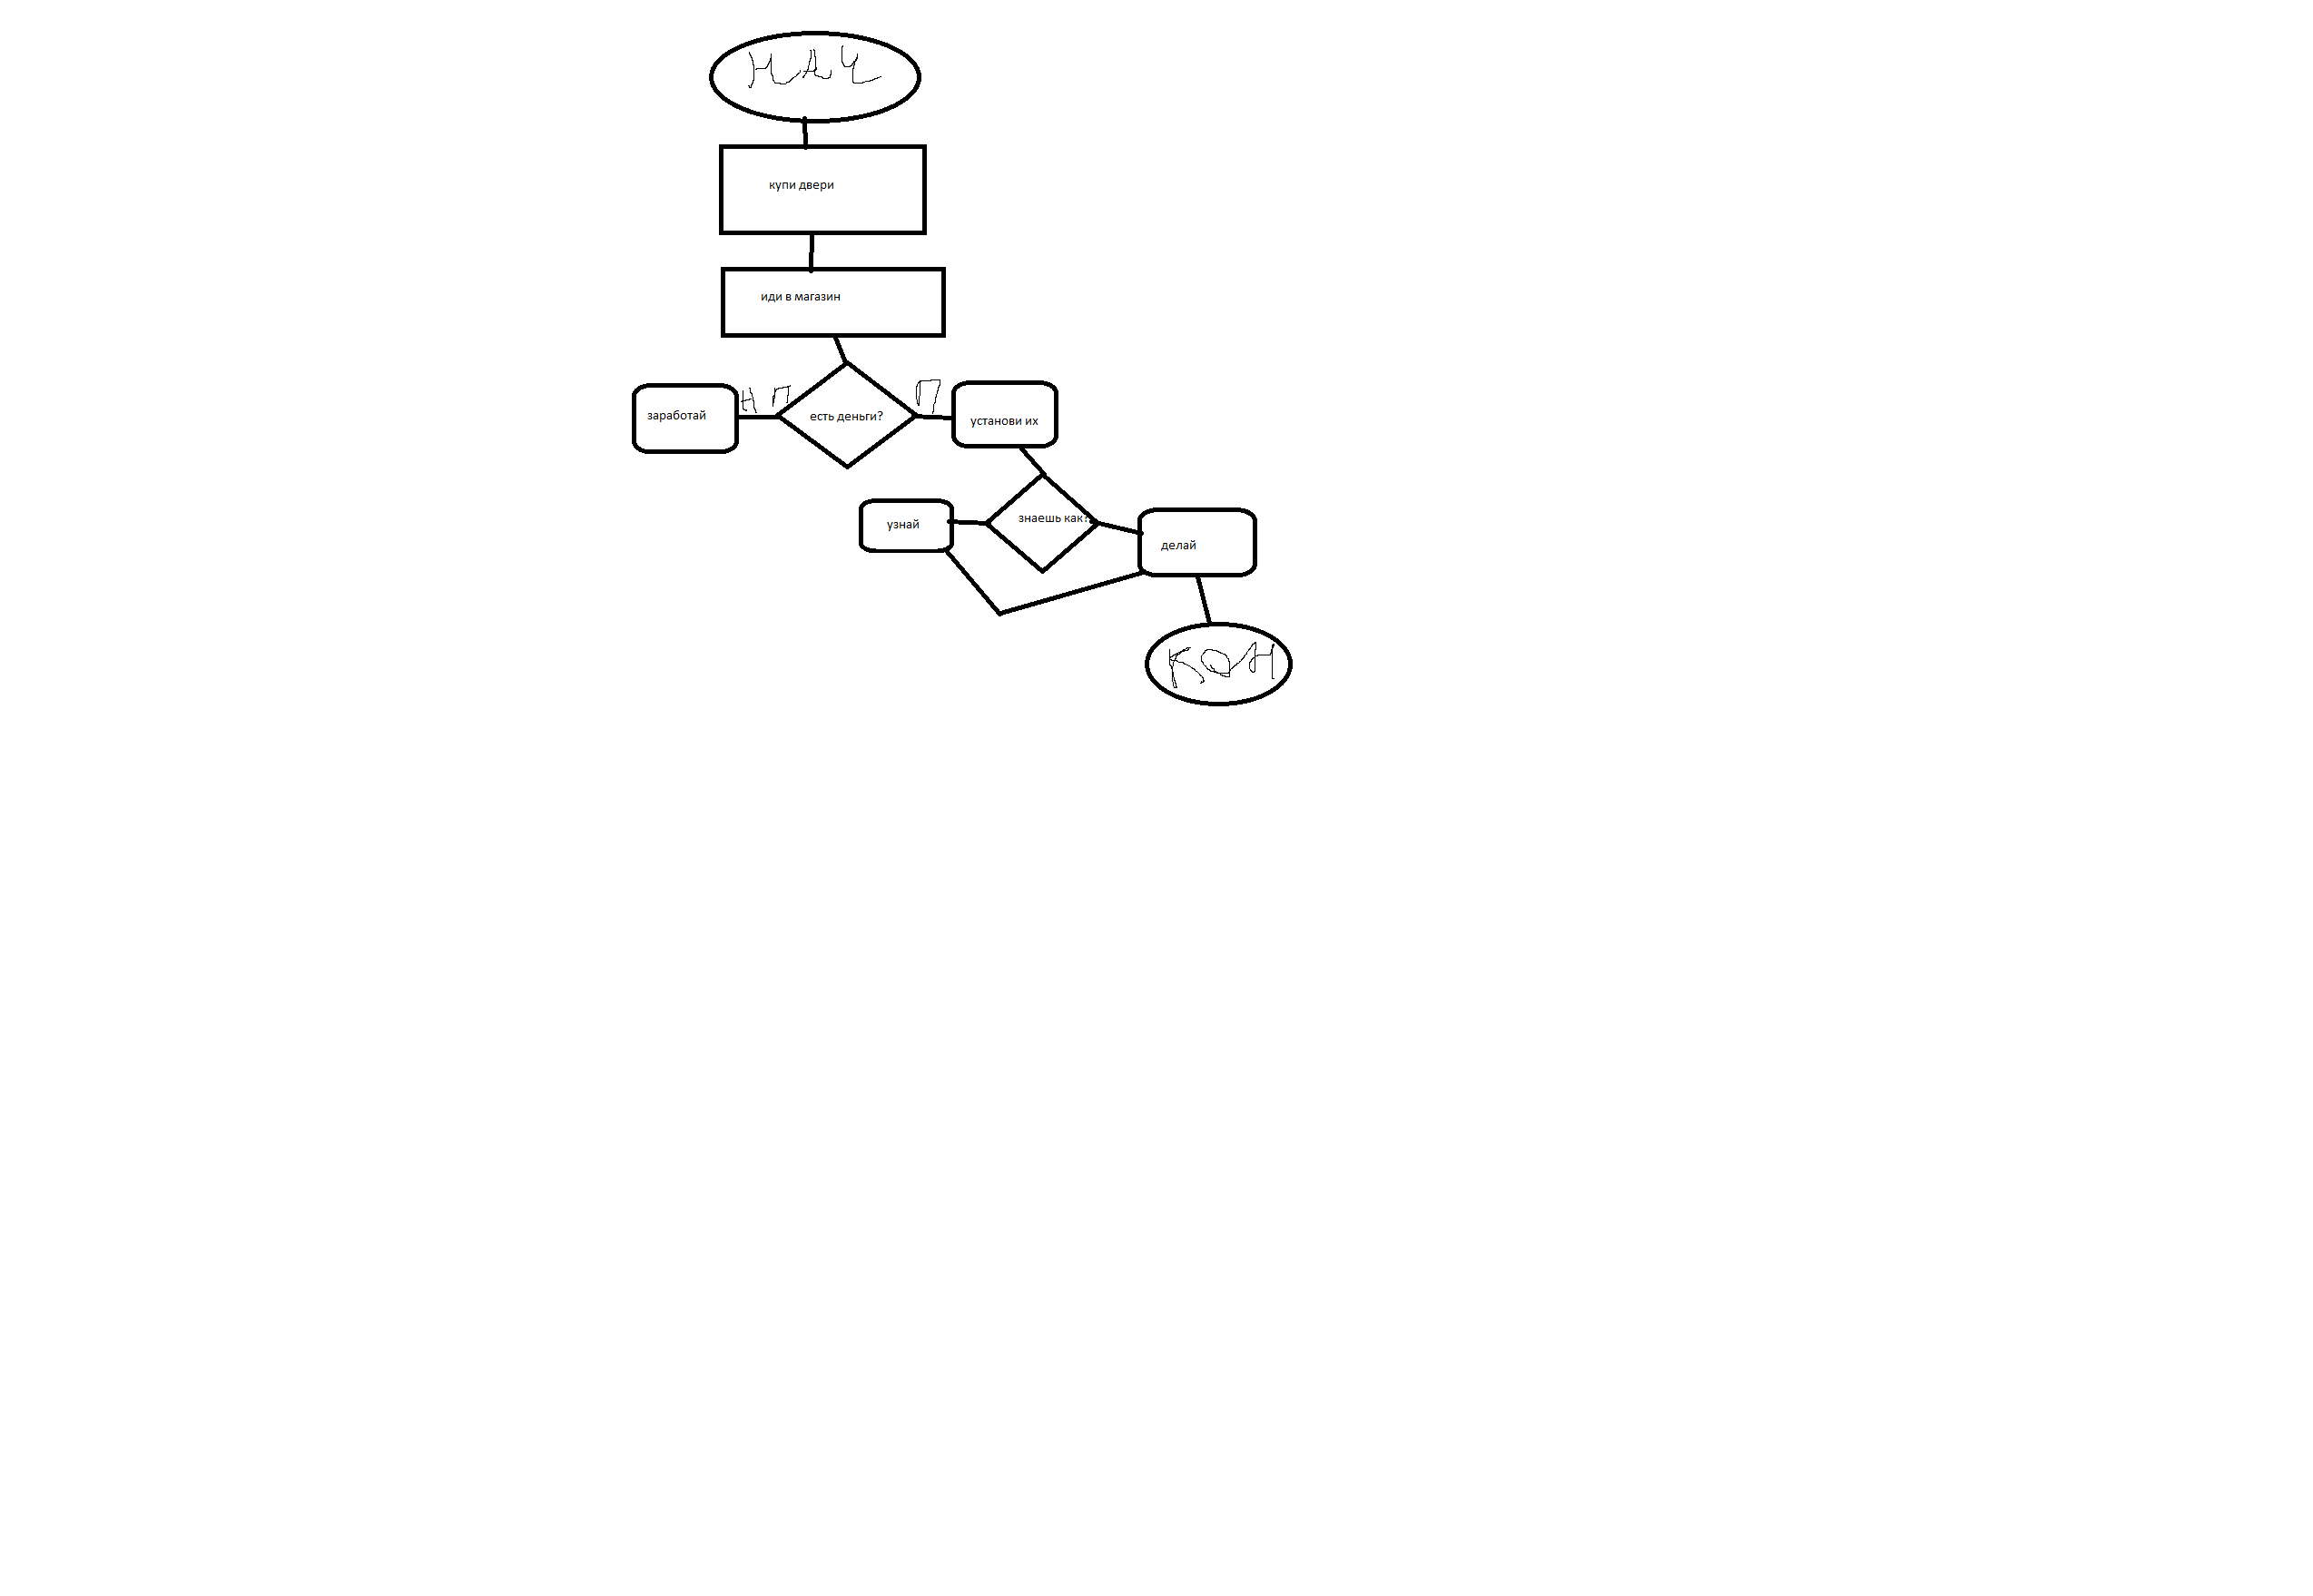 НАЧ
купи двери
иди в магазин
НП
П
заработай
есть деньги?
установи их
знаешь как?
узнай
делай
КОН